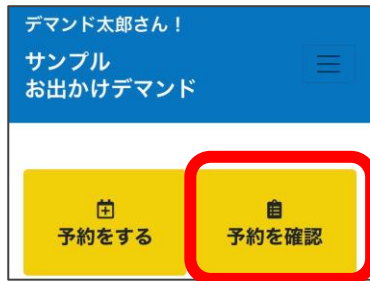 デマンド太郎さん！
サンプル
お出かけデマンド
予約をする
予約を確認